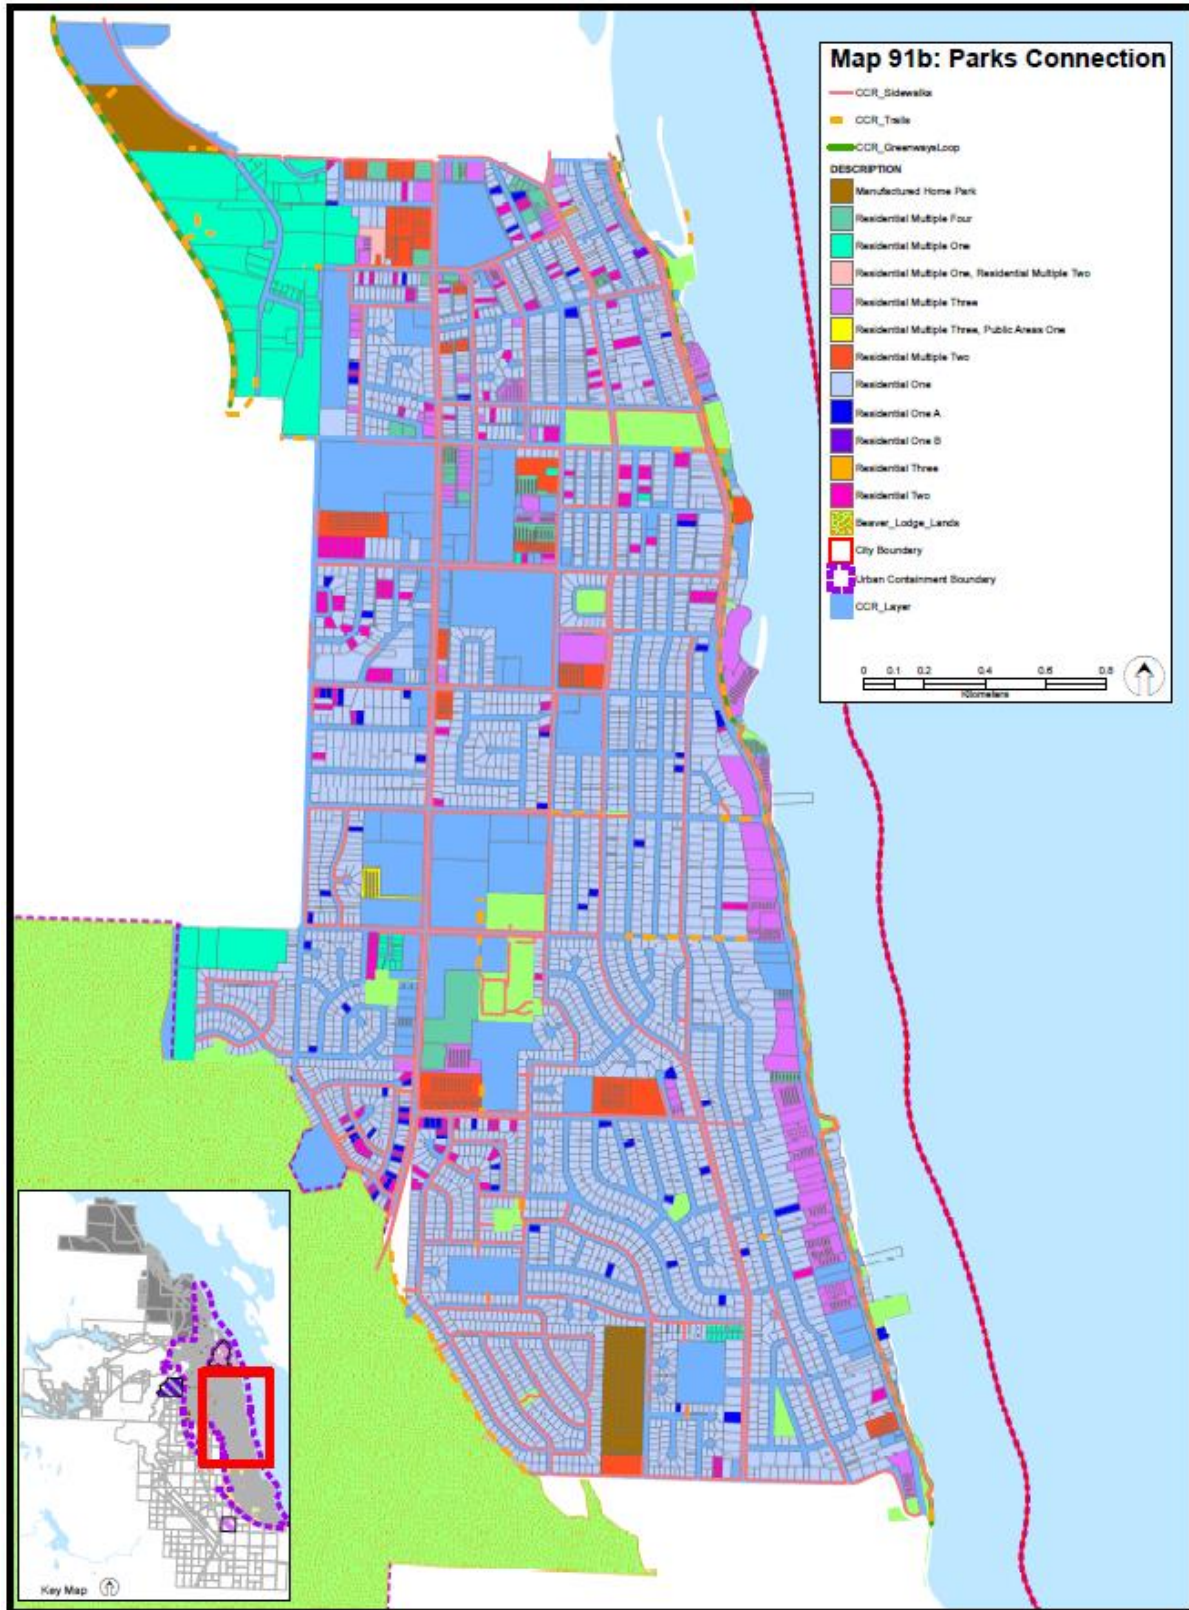 Map 91b: Parks Connection
CCR_Sidewalks
CCR_Trails
CCR_GreenwaysLoop
DESCRIPTION
Manufactured Home Park
Residential Multiple Four
Residential Multiple One
Residential Multiple One, Residential Multiple Two
Residential Multiple Three
Residential Multiple Three, Public Areas One
Residential Multiple Two
Residential One
Residential One A
Residential One B
Residential Three
Residential Two
Beaver_Lodge_Lands
City Boundary
Urban Containment Boundary
CCR_Layer
0 0.1 0.2 0.4 0.6 0.8
Kilometers
Key Map